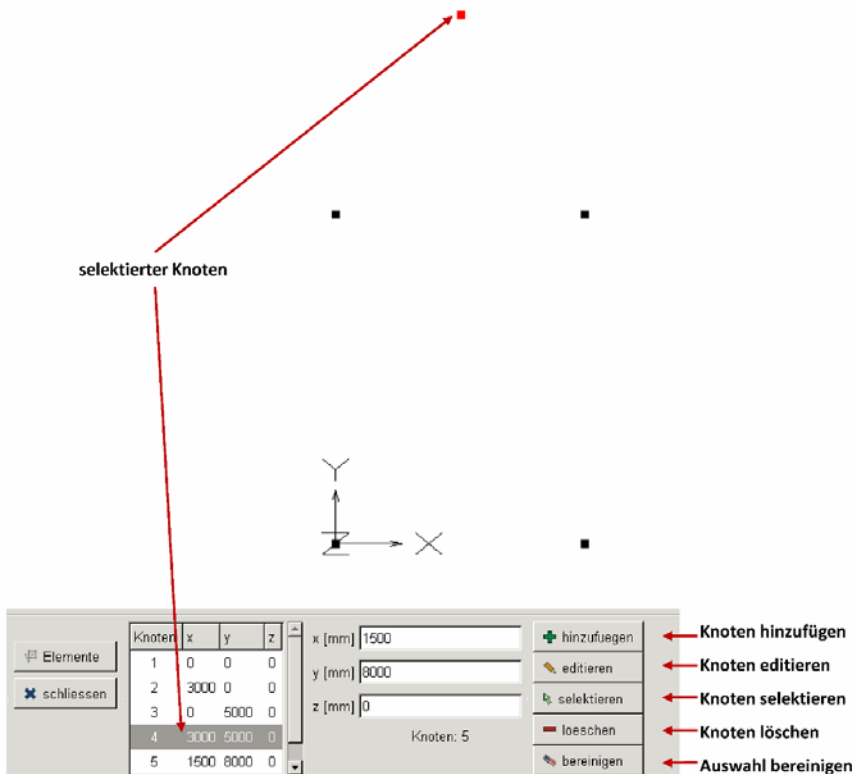 selektierter Knoten
Y
Z
X
Elemente
schliessen
Knoten x y z
1 0 0 0
2 3000 0 0
3 0 5000 0
4 3000 5000 0
5 1500 8000 0
x [mm] 1500
y [mm] 8000
z [mm] 0
Knoten: 5
hinzufuegen
editieren
selektieren
loeschen
bereinigen
Knoten hinzufügen
Knoten editieren
Knoten selektieren
Knoten löschen
Auswahl bereinigen